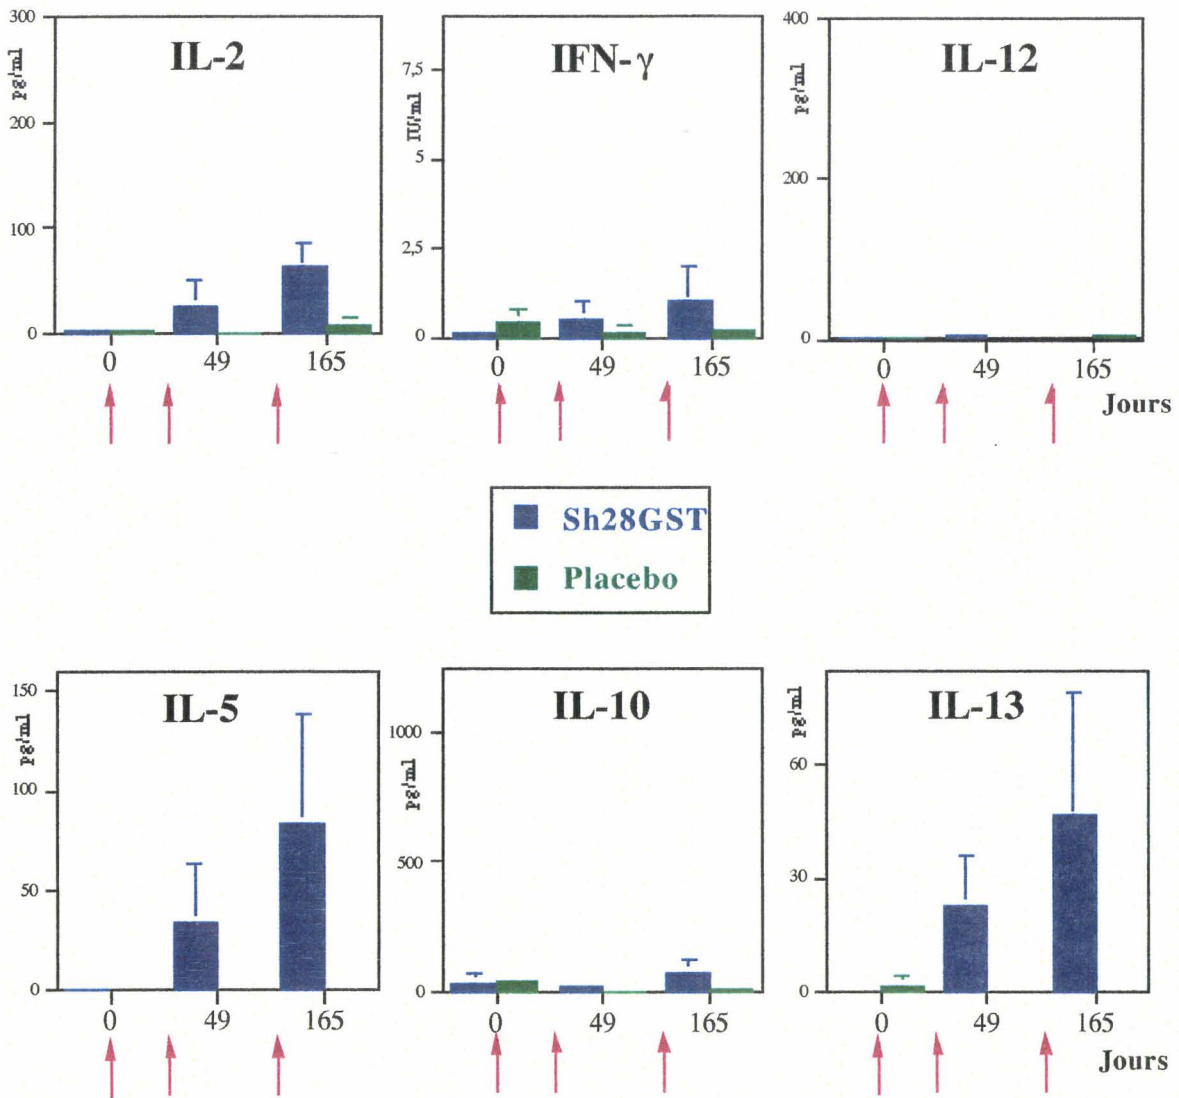 IL-2
pg/ml
300
200
100
0
0 49 165
IFN-γ
IU/ml
7,5
5
2,5
0
0 49 165
IL-12
pg/ml
400
200
0
0 49 165
Jours
Sh28GST
Placebo
IL-5
pg/ml
150
100
50
0
0 49 165
IL-10
pg/ml
1000
500
0
0 49 165
IL-13
pg/ml
60
30
0
0 49 165
Jours